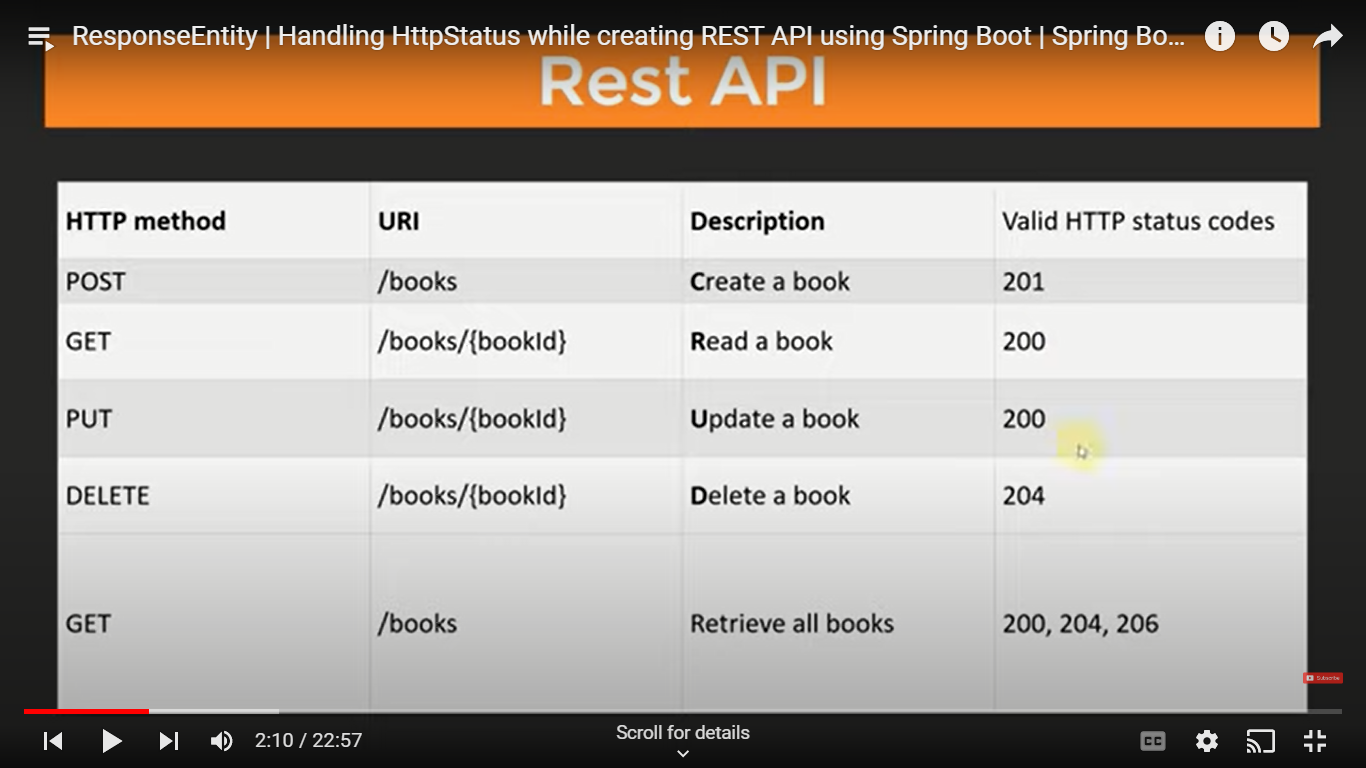 ResponseEntity | Handling HttpStatus while creating REST API using Spring Boot | Spring Bo...
Rest API
HTTP method URI Description Valid HTTP status codes
POST /books Create a book 201
GET /books/{bookId} Read a book 200
PUT /books/{bookId} Update a book 200
DELETE /books/{bookId} Delete a book 204
GET /books Retrieve all books 200, 204, 206
Subscribe
2:10 / 22:57
Scroll for details
CC